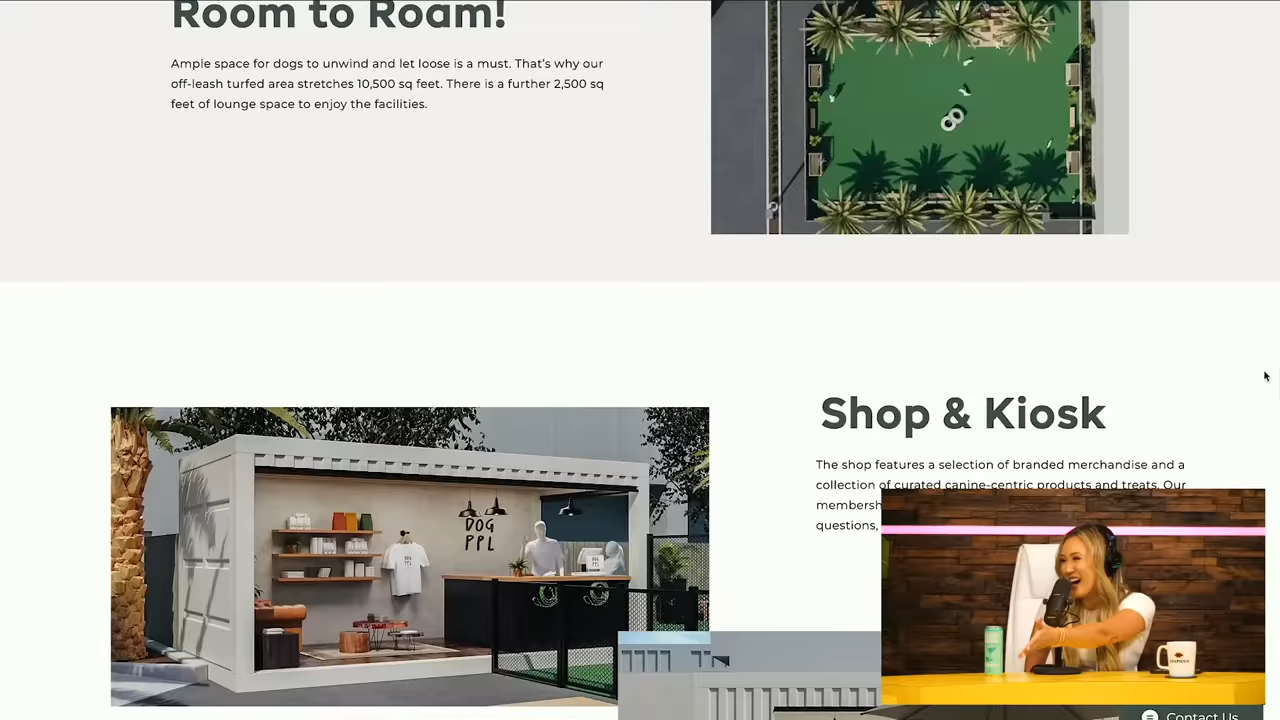 Room to Roam!
Ample space for dogs to unwind and let loose is a must. That's why our
off-leash turfed area stretches 10,500 sq feet. There is a further 2,500 sq
feet of lounge space to enjoy the facilities.
Shop & Kiosk
The shop features a selection of branded merchandise and a
collection of curated canine-centric products and treats. Our
membersh
questions,
DOG
PPL
Contact Us